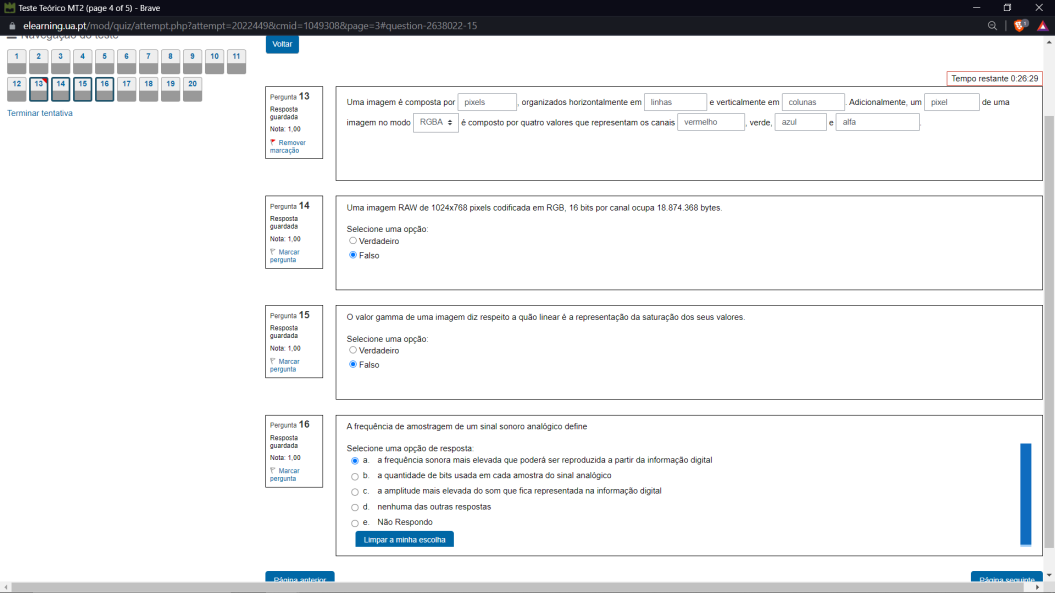 Teste Teórico MT2 (page 4 of 5) - Brave
elearning.ua.pt/mod/quiz/attempt.php?attempt=2022449&cmid=1049308&page=3#question-2638022-15
Navegação do teste
Voltar
1 2 3 4 5 6 7 8 9 10 11
12 13 14 15 16 17 18 19 20
Terminar tentativa
Tempo restante 0:26:29
Pergunta 13
Resposta
guardada
Nota: 1,00
Remover
marcação
Uma imagem é composta por pixels , organizados horizontalmente em linhas e verticalmente em colunas . Adicionalmente, um pixel de uma
imagem no modo RGBA é composto por quatro valores que representam os canais vermelho , verde, azul e alfa .
Pergunta 14
Resposta
guardada
Nota: 1,00
Marcar
pergunta
Uma imagem RAW de 1024x768 pixels codificada em RGB, 16 bits por canal ocupa 18.874.368 bytes.
Selecione uma opção:
Verdadeiro
Falso
Pergunta 15
Resposta
guardada
Nota: 1,00
Marcar
pergunta
O valor gamma de uma imagem diz respeito a quão linear é a representação da saturação dos seus valores.
Selecione uma opção:
Verdadeiro
Falso
Pergunta 16
Resposta
guardada
Nota: 1,00
Marcar
pergunta
A frequência de amostragem de um sinal sonoro analógico define
Selecione uma opção de resposta:
a. a frequência sonora mais elevada que poderá ser reproduzida a partir da informação digital
b. a quantidade de bits usada em cada amostra do sinal analógico
c. a amplitude mais elevada do som que fica representada na informação digital
d. nenhuma das outras respostas
e. Não Respondo
Limpar a minha escolha
Página anterior
Página seguinte